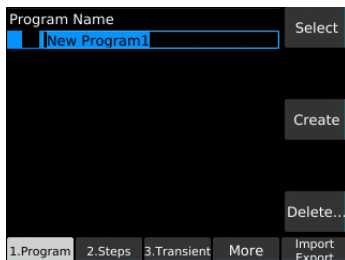 Program Name
Select
New Program1
Create
Delete...
1.Program
2.Steps
3.Transient
More
Import
Export